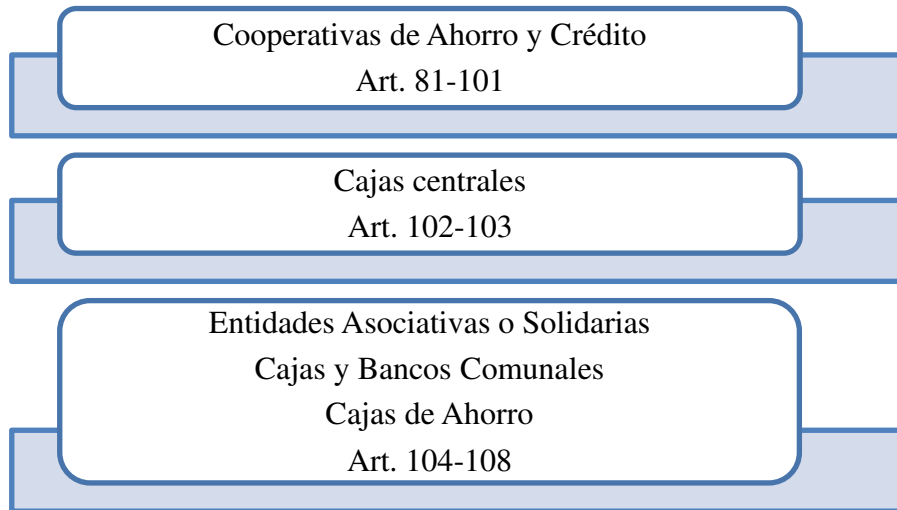 Cooperativas de Ahorro y Crédito
Art. 81-101
Cajas centrales
Art. 102-103
Entidades Asociativas o Solidarias
Cajas y Bancos Comunales
Cajas de Ahorro
Art. 104-108